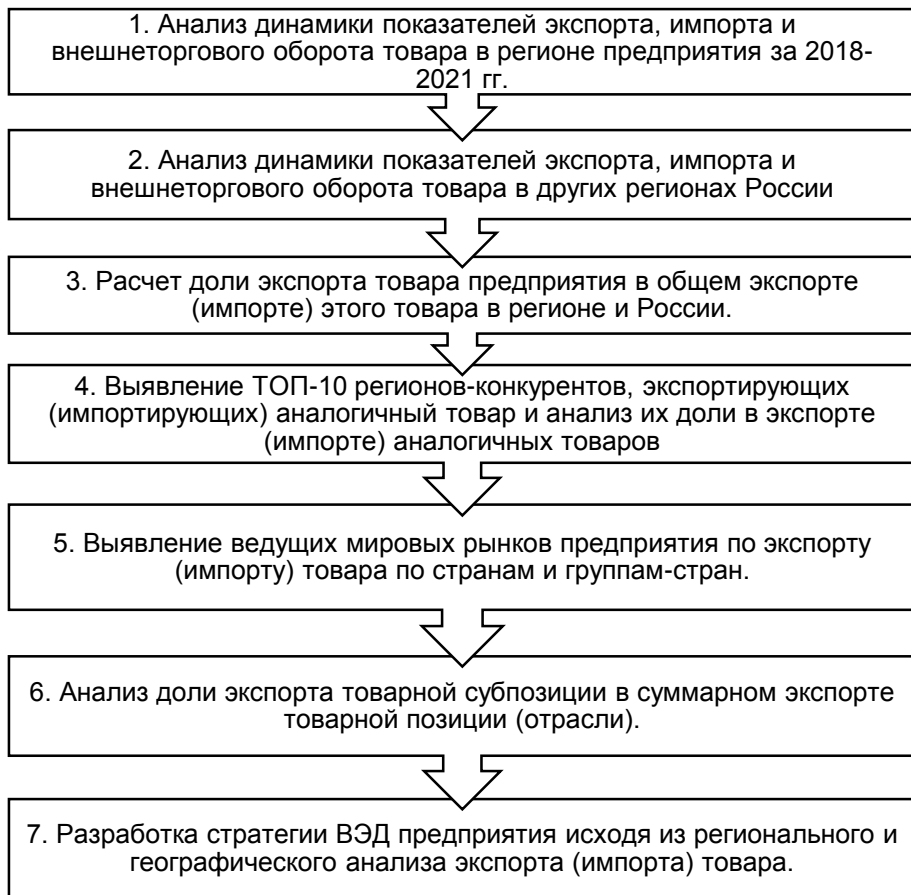 1. Анализ динамики показателей экспорта, импорта и
внешнеторгового оборота товара в регионе предприятия за 2018-
2021 гг.
2. Анализ динамики показателей экспорта, импорта и
внешнеторгового оборота товара в других регионах России
3. Расчет доли экспорта товара предприятия в общем экспорте
(импорте) этого товара в регионе и России.
4. Выявление ТОП-10 регионов-конкурентов, экспортирующих
(импортирующих) аналогичный товар и анализ их доли в экспорте
(импорте) аналогичных товаров
5. Выявление ведущих мировых рынков предприятия по экспорту
(импорту) товара по странам и группам-стран.
6. Анализ доли экспорта товарной субпозиции в суммарном экспорте
товарной позиции (отрасли).
7. Разработка стратегии ВЭД предприятия исходя из регионального и
географического анализа экспорта (импорта) товара.